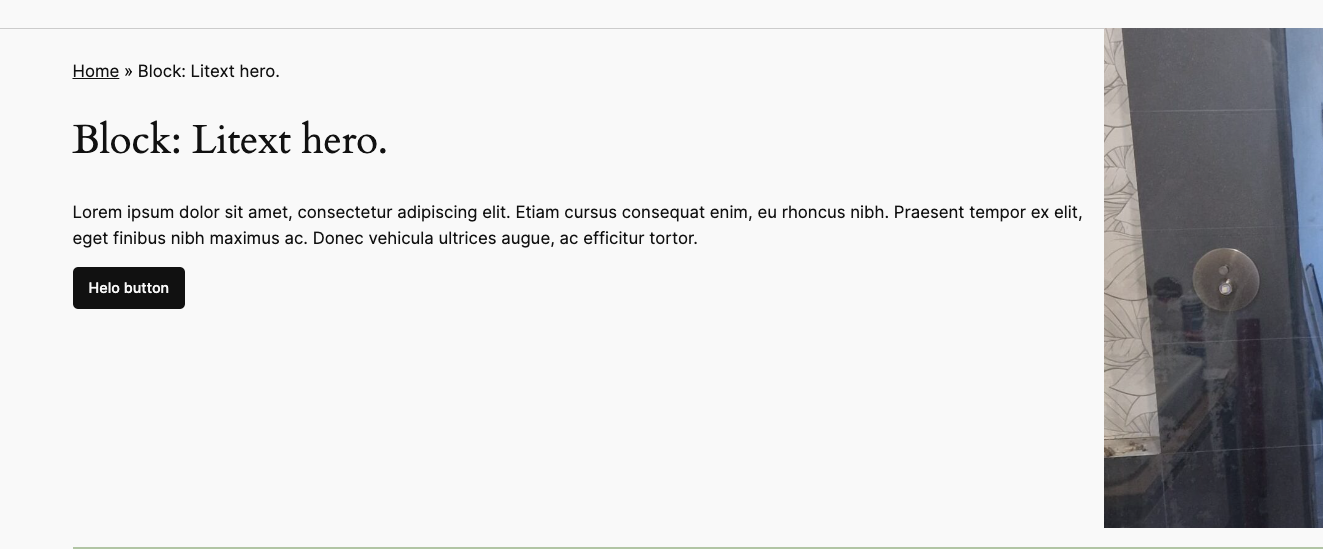 Home » Block: Litext hero.
Block: Litext hero.
Lorem ipsum dolor sit amet, consectetur adipiscing elit. Etiam cursus consequat enim, eu rhoncus nibh. Praesent tempor ex elit,
eget finibus nibh maximus ac. Donec vehicula ultrices augue, ac efficitur tortor.
Helo button